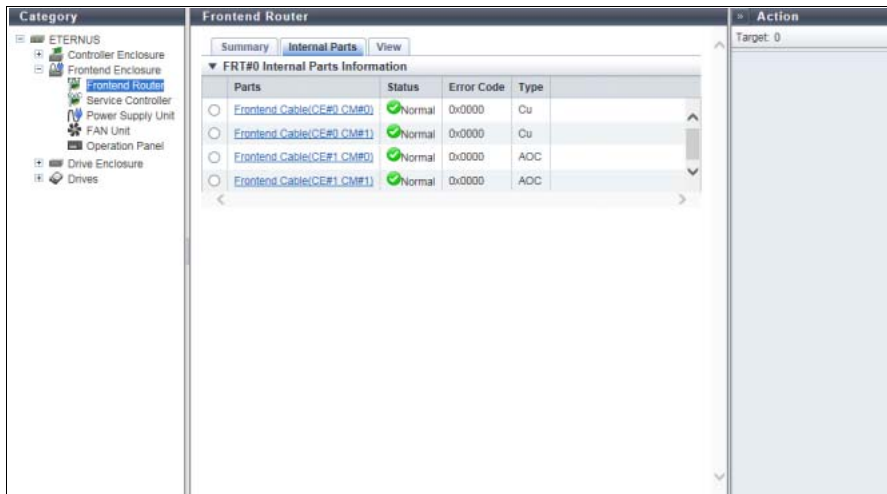 Category
ETERNUS
Controller Enclosure
Frontend Enclosure
Frontend Router
Service Controller
Power Supply Unit
FAN Unit
Operation Panel
Drive Enclosure
Drives
Frontend Router
Summary Internal Parts View
▼ FRT#0 Internal Parts Information
Parts Status Error Code Type
Frontend Cable(CE#0 CM#0) Normal 0x0000 Cu
Frontend Cable(CE#0 CM#1) Normal 0x0000 Cu
Frontend Cable(CE#1 CM#0) Normal 0x0000 AOC
Frontend Cable(CE#1 CM#1) Normal 0x0000 AOC
» Action
Target: 0